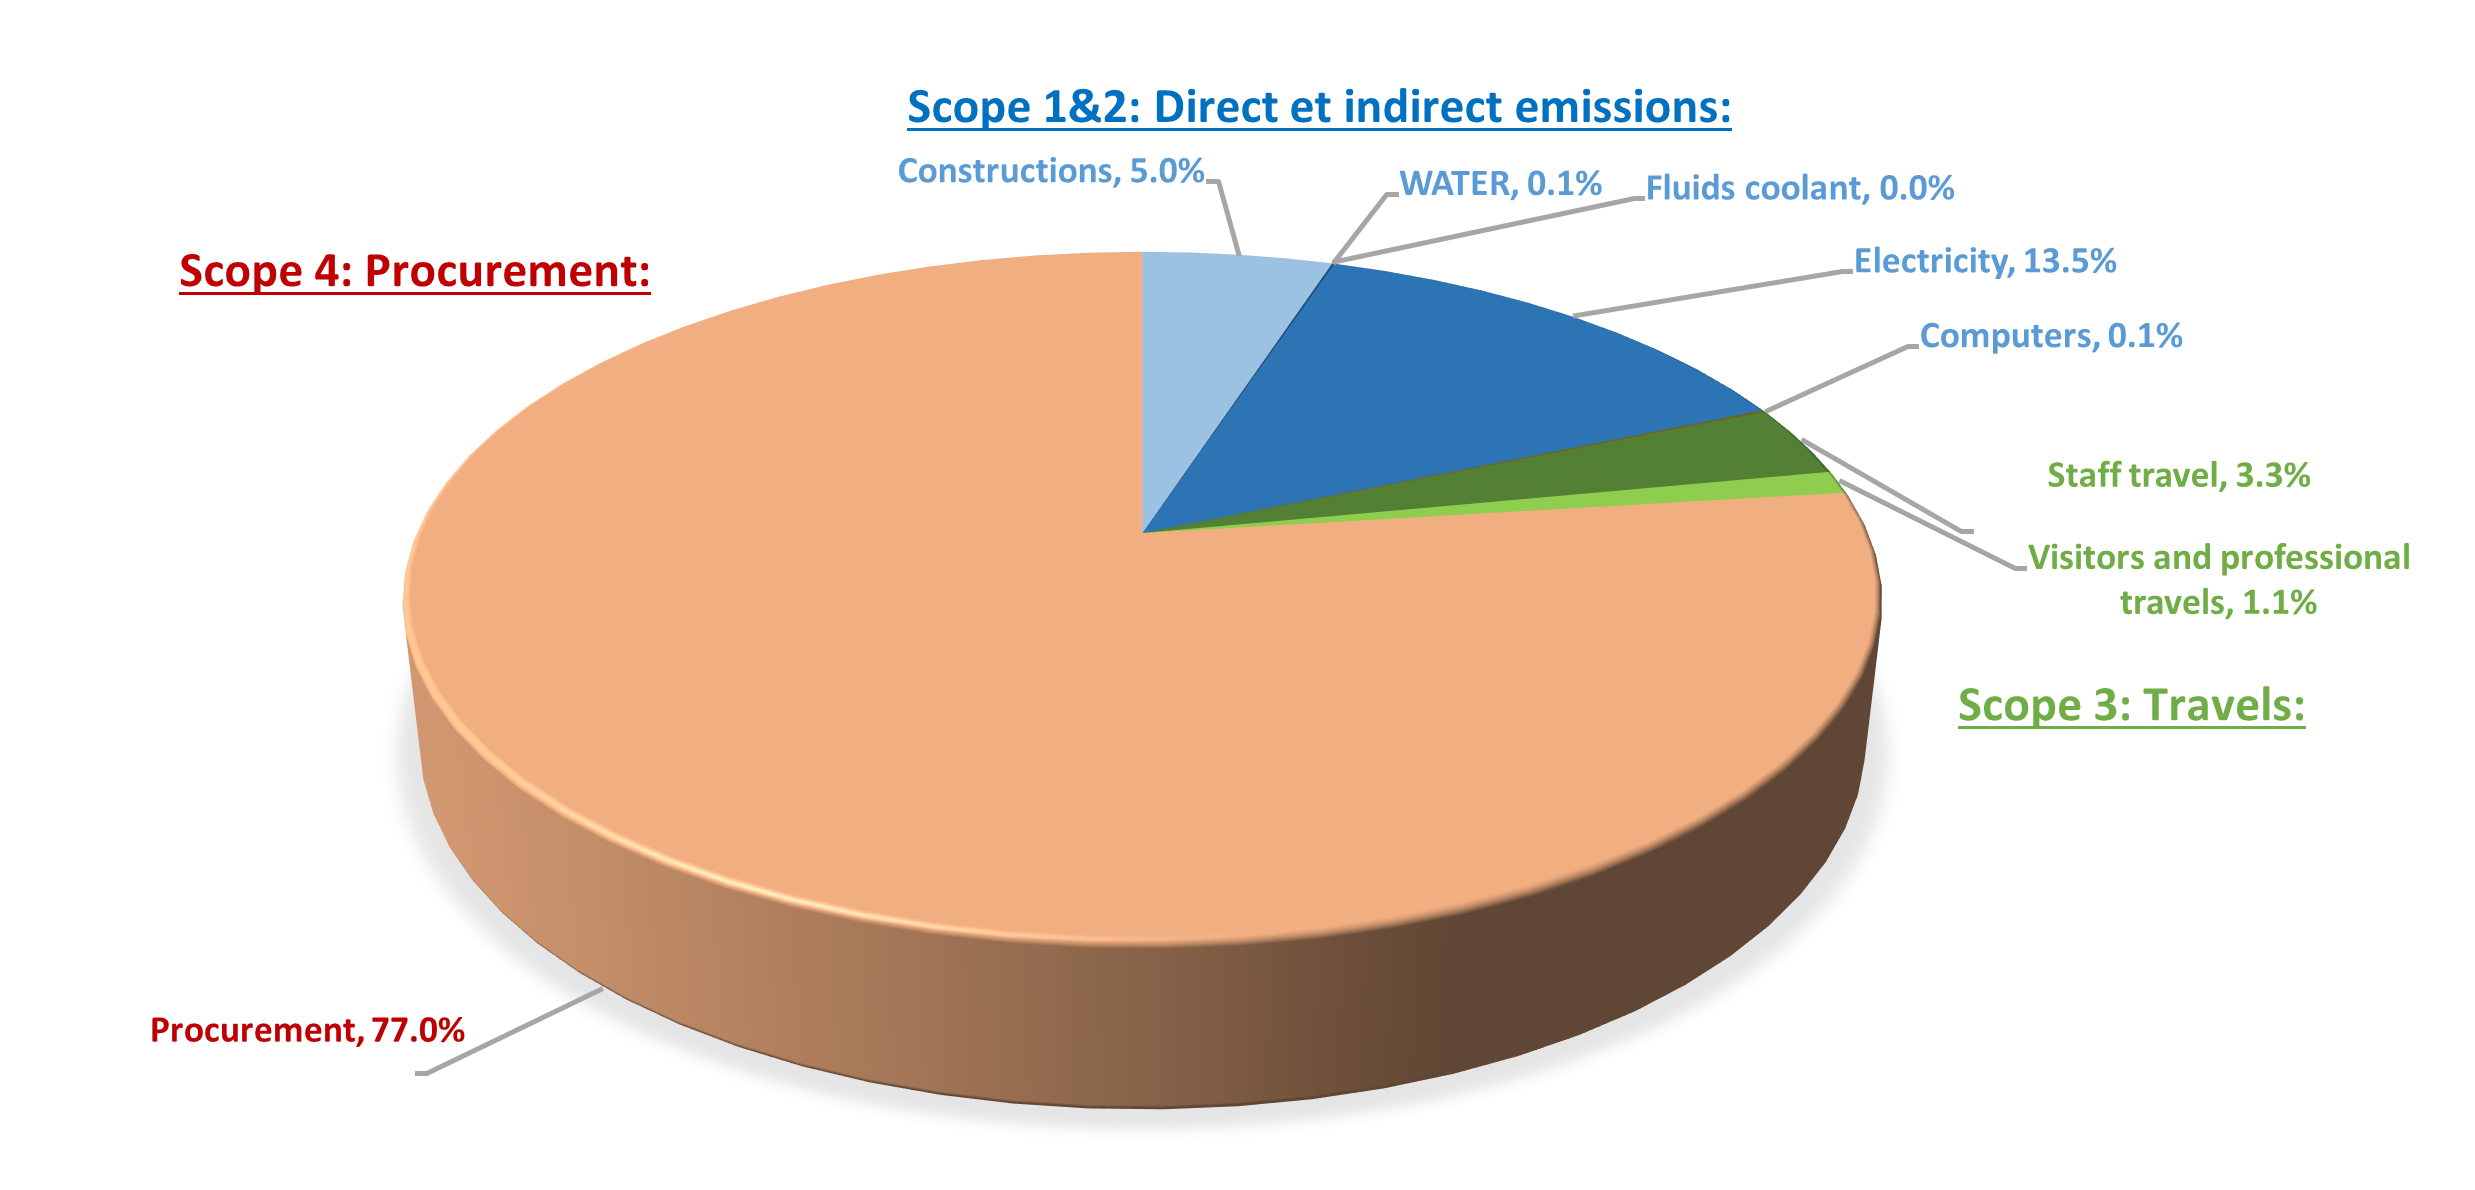 Scope 1&2: Direct et indirect emissions:
Constructions, 5.0%
WATER, 0.1%
Fluids coolant, 0.0%
Scope 4: Procurement:
Electricity, 13.5%
Computers, 0.1%
Staff travel, 3.3%
Visitors and professional
travels, 1.1%
Scope 3: Travels:
Procurement, 77.0%